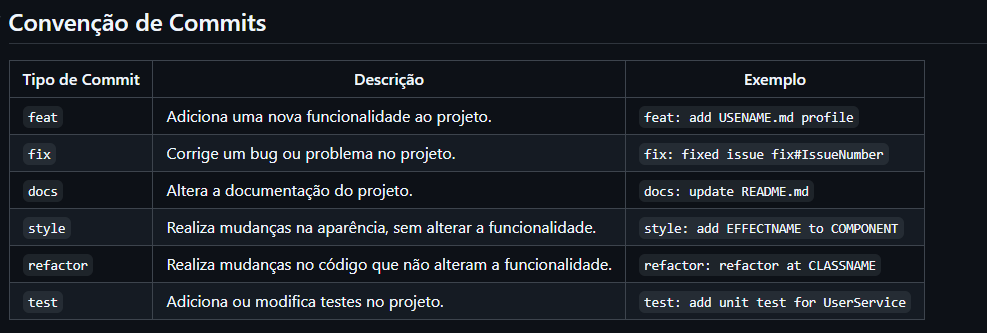 Convenção de Commits
Tipo de Commit Descrição Exemplo
feat Adiciona uma nova funcionalidade ao projeto. feat: add USENAME.md profile
fix Corrige um bug ou problema no projeto. fix: fixed issue fix#IssueNumber
docs Altera a documentação do projeto. docs: update README.md
style Realiza mudanças na aparência, sem alterar a funcionalidade. style: add EFFECTNAME to COMPONENT
refactor Realiza mudanças no código que não alteram a funcionalidade. refactor: refactor at CLASSNAME
test Adiciona ou modifica testes no projeto. test: add unit test for UserService